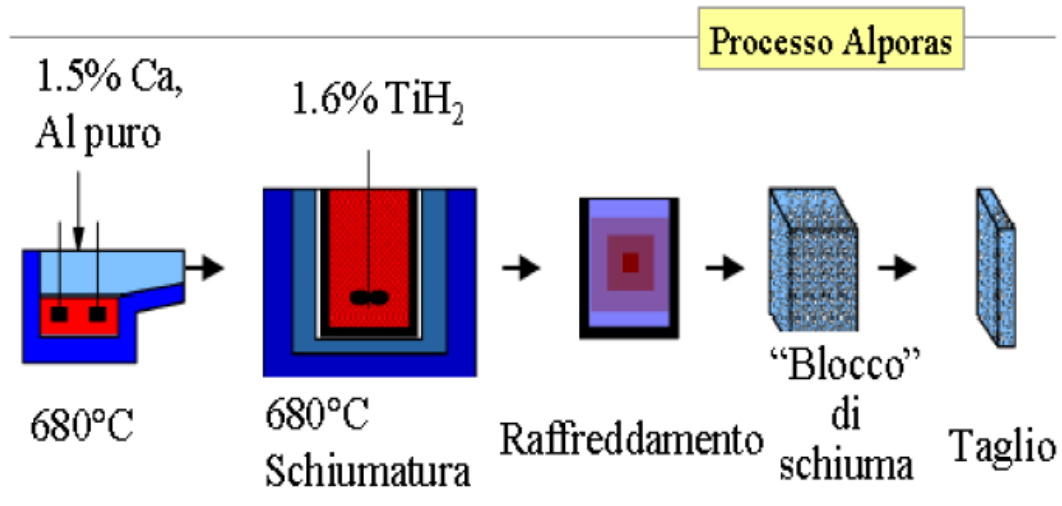 Processo Alporas
1.5% Ca,
Al puro
1.6% TiH₂
680°C
680°C
Schiumatura
Raffreddamento
“Blocco”
di
schiuma
Taglio